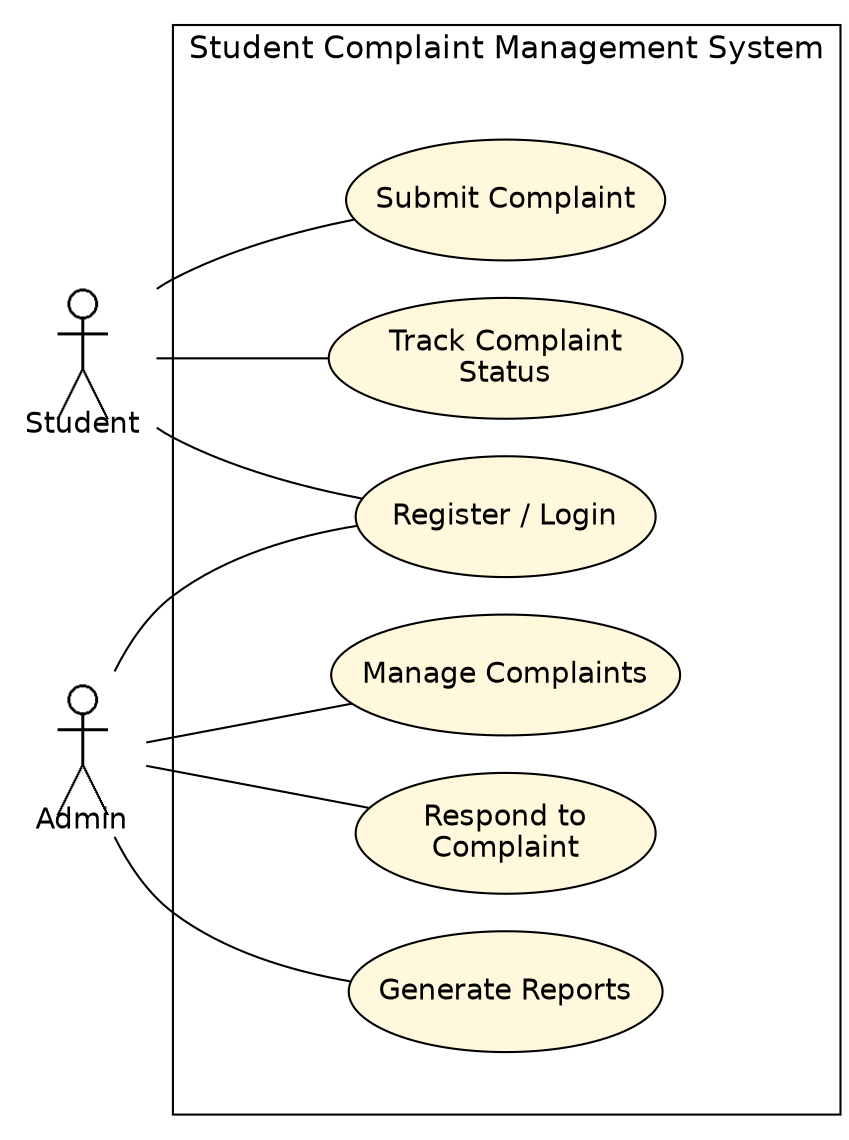 Student Complaint Management System
Submit Complaint
Track Complaint
Status
Student
Register / Login
Manage Complaints
Admin
Respond to
Complaint
Generate Reports